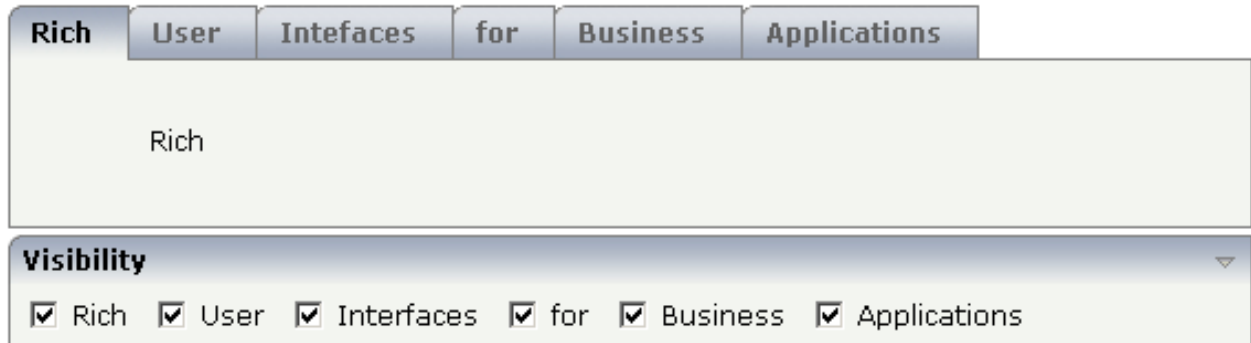 Rich User Intefaces for Business Applications
Rich
Visibility
Rich User Interfaces for Business Applications